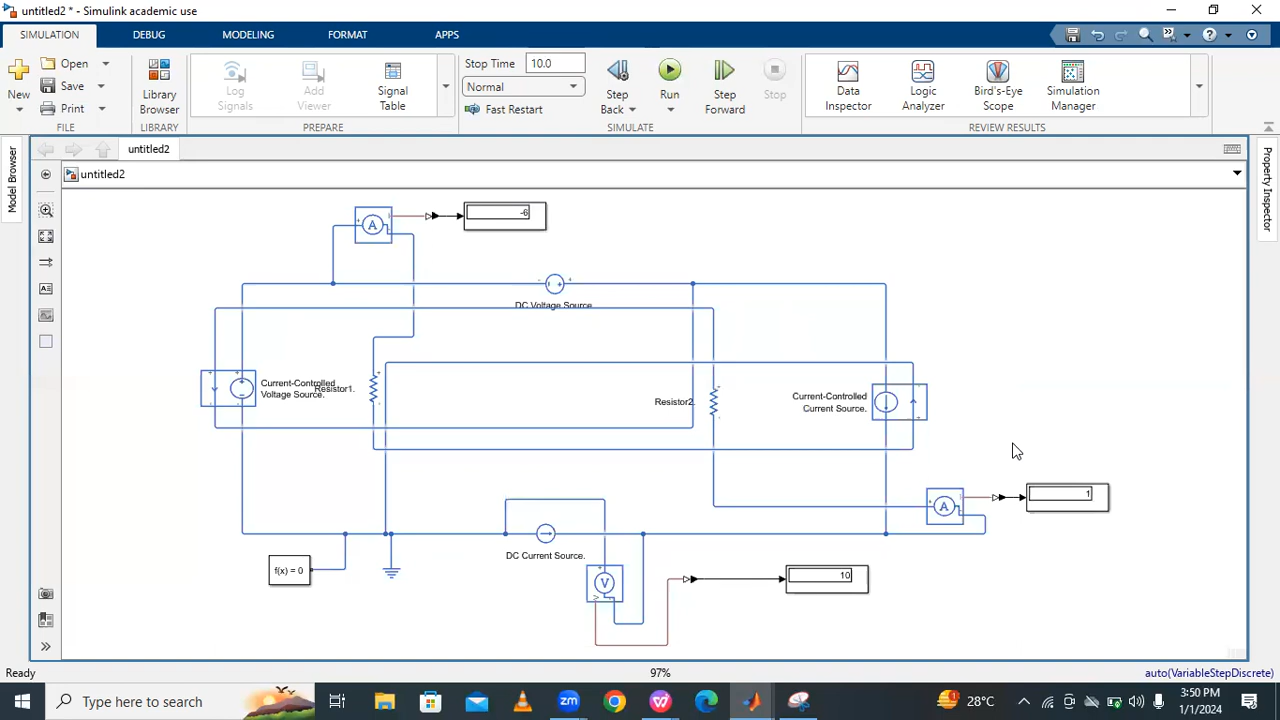 untitled2 * - Simulink academic use
SIMULATION
DEBUG
MODELING
FORMAT
APPS
New
Open
Save
Print
FILE
Library
Browser
LIBRARY
Log
Signals
Add
Viewer
Signal
Table
PREPARE
Stop Time
10.0
Normal
Fast Restart
Step
Back
Run
Step
Forward
Stop
SIMULATE
Data
Inspector
Logic
Analyzer
Bird's-Eye
Scope
Simulation
Manager
REVIEW RESULTS
Model Browser
untitled2
untitled2
Property Inspector
A
-6
DC Voltage Source.
Current-Controlled
Voltage Source.
Resistor1.
Resistor2.
Current-Controlled
Current Source.
A
1
DC Current Source.
f(x) = 0
V
10
Ready
97%
auto(VariableStepDiscrete)
Type here to search
zm
28°C
3:50 PM
1/1/2024